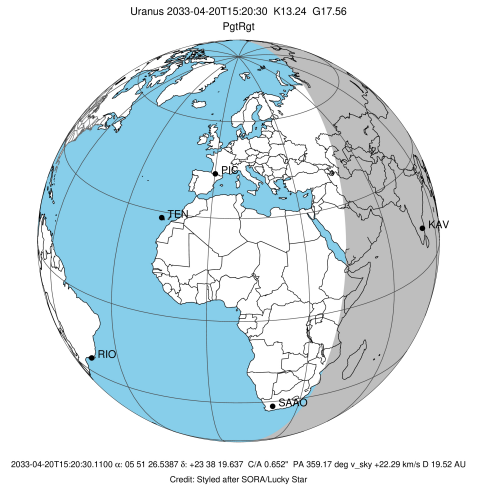 Uranus 2033-04-20T15:20:30 K13.24 G17.56
PgtRgt
PIC
TEN
KAV
RIO
SAAO
2033-04-20T15:20:30.1100 α: 05 51 26.5387 δ: +23 38 19.637 C/A 0.652" PA 359.17 deg v_sky +22.29 km/s D 19.52 AU
Credit: Styled after SORA/Lucky Star